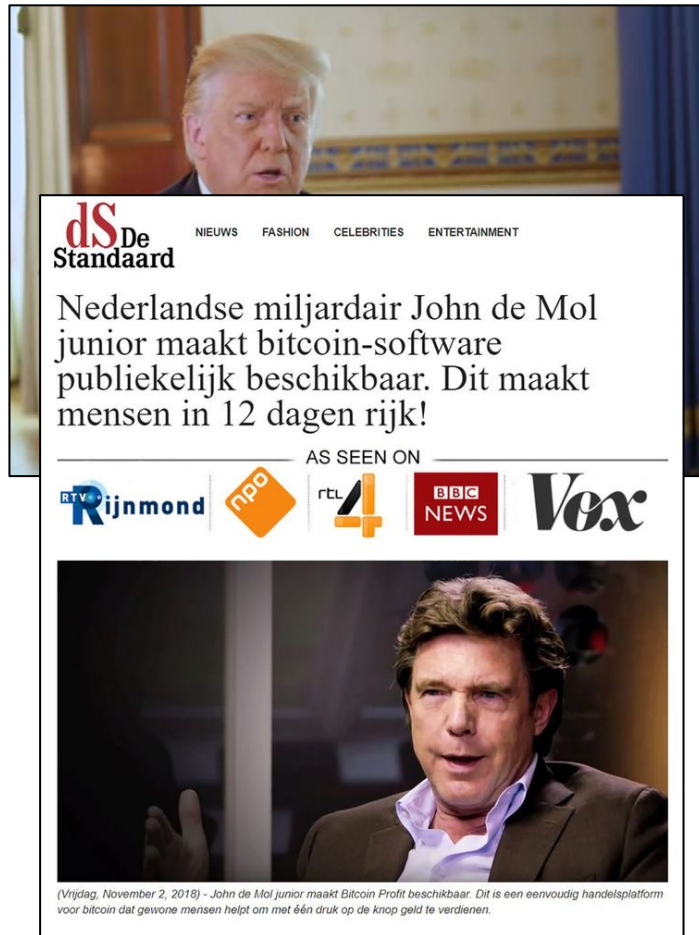 dS De
Standaard
NIEUWS FASHION CELEBRITIES ENTERTAINMENT
Nederlandse miljardair John de Mol
junior maakt bitcoin-software
publiekelijk beschikbaar. Dit maakt
mensen in 12 dagen rijk!
AS SEEN ON
RTV Rijnmond npo rtl 4 BBC NEWS Vox
(Vrijdag, November 2, 2018) - John de Mol junior maakt Bitcoin Profit beschikbaar. Dit is een eenvoudig handelsplatform
voor bitcoin dat gewone mensen helpt om met één druk op de knop geld te verdienen.